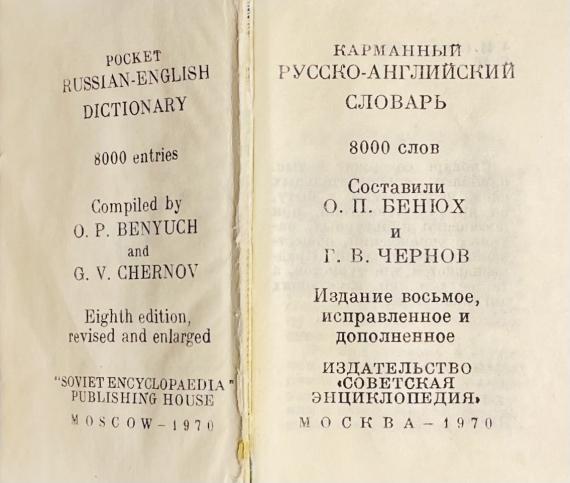 POCKET
RUSSIAN-ENGLISH
DICTIONARY
8000 entries
Compiled by
O. P. BENYUCH
and
G. V. CHERNOV
Eighth edition,
revised and enlarged
"SOVIET ENCYCLOPAEDIA"
PUBLISHING HOUSE
MOSCOW — 1970
КАРМАННЫЙ
РУССКО-АНГЛИЙСКИЙ
СЛОВАРЬ
8000 слов
Составили
О. П. БЕНЮХ
и
Г. В. ЧЕРНОВ
Издание восьмое,
исправленное и
дополненное
ИЗДАТЕЛЬСТВО
«СОВЕТСКАЯ
ЭНЦИКЛОПЕДИЯ»
МОСКВА — 1970